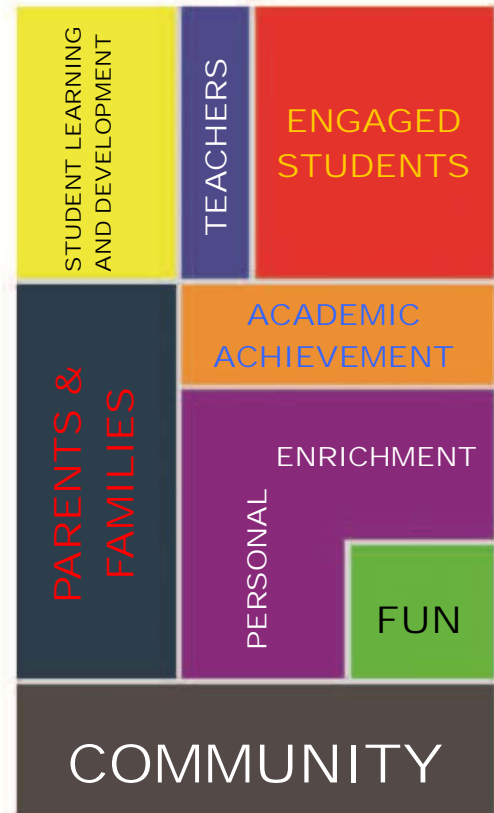 STUDENT LEARNING
AND DEVELOPMENT
TEACHERS
ENGAGED
STUDENTS
PARENTS &
FAMILIES
ACADEMIC
ACHIEVEMENT
PERSONAL
ENRICHMENT
FUN
COMMUNITY